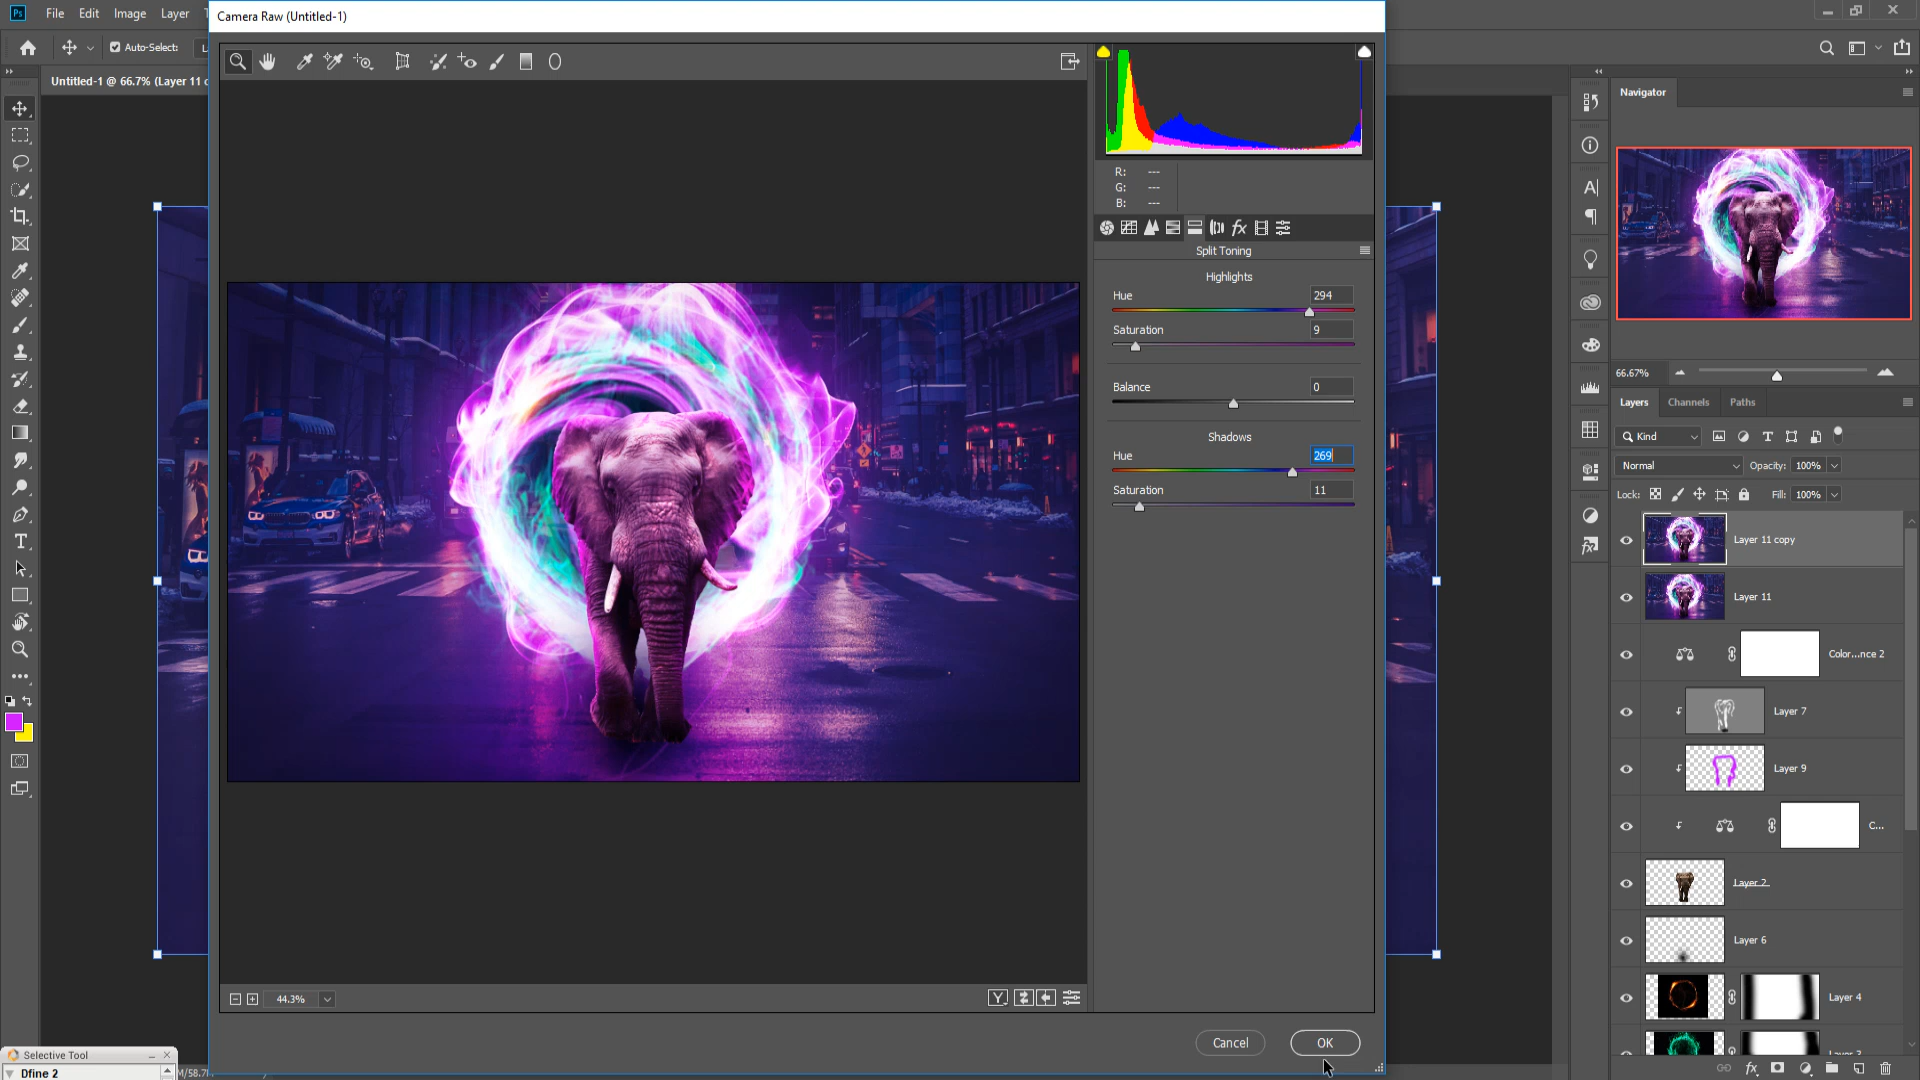 Ps File Edit Image Layer
Camera Raw (Untitled-1)
Auto-Select:
Untitled-1 @ 66.7% (Layer 11 c
R: ---
G: ---
B: ---
Split Toning
Highlights
Hue 294
Saturation 9
Balance 0
Shadows
Hue 269
Saturation 11
44.3%
Cancel OK
Navigator
66.67%
Layers Channels Paths
Kind
Normal Opacity: 100%
Lock: Fill: 100%
Layer 11 copy
Layer 11
Color...nce 2
Layer 7
Layer 9
C...
Layer 2
Layer 6
Layer 4
Selective Tool
Dfine 2